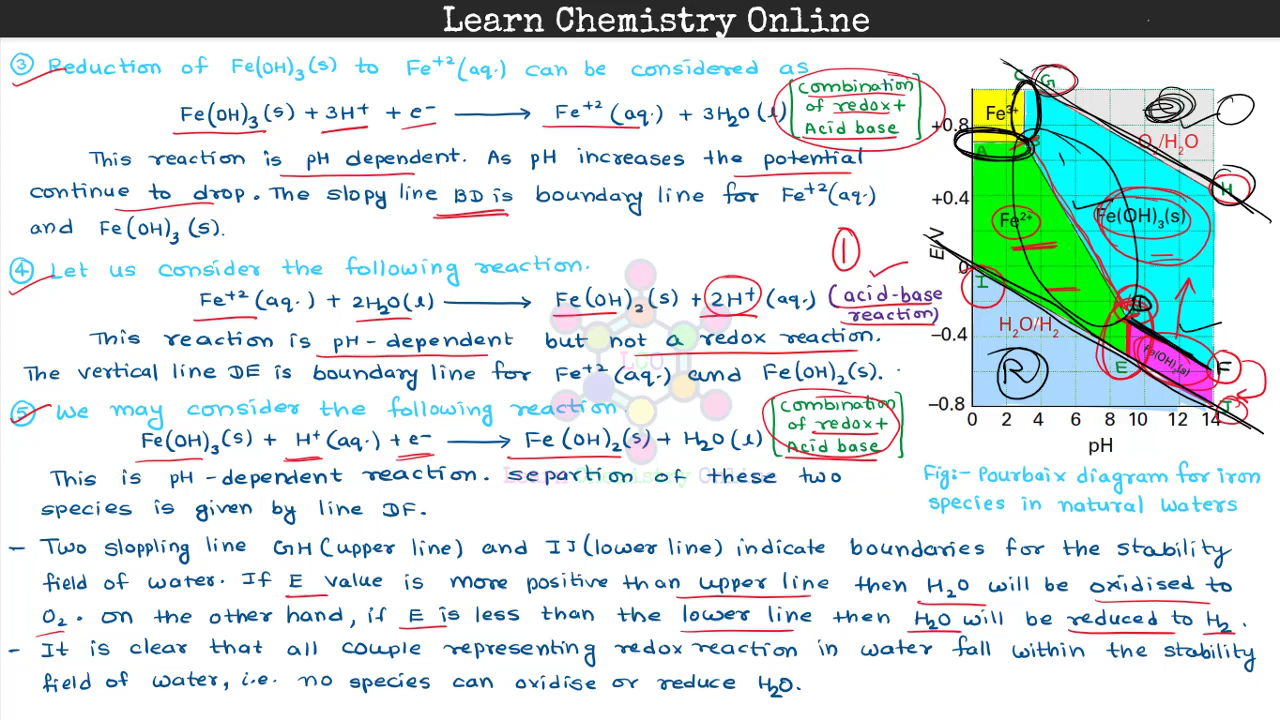 Learn Chemistry Online
③ Reduction of Fe(OH)₃(s) to Fe⁺²(aq.) can be considered as
Fe(OH)₃(s) + 3H⁺ + e⁻ ⟶ Fe⁺²(aq.) + 3H₂O(l)
[Combination
of redox+
Acid base]
This reaction is pH dependent. As pH increases the potential
continue to drop. The slopy line BD is boundary line for Fe⁺²(aq)
and Fe(OH)₃(s).
①
④ Let us consider the following reaction.
Fe⁺²(aq.) + 2H₂O(l) ⟶ Fe(OH)₂(s) + 2H⁺(aq.) (acid-base
reaction)
This reaction is pH-dependent but not a redox reaction.
The vertical line DE is boundary line for Fe⁺²(aq) and Fe(OH)₂(s).
⑤ We may consider the following reaction.
Fe(OH)₃(s) + H⁺(aq.) + e⁻ ⟶ Fe(OH)₂(s) + H₂O(l)
[Combination
of redox+
Acid base]
This is pH-dependent reaction. separtion of these two
species is given by line DF.
- Two sloppling line GH(upper line) and IJ(lower line) indicate boundaries for the stability
field of water. If E value is more positive than upper line then H₂O will be oxidised to
O₂. on the other hand, if E is less than the lower line then H₂O will be reduced to H₂.
- It is clear that all couple representing redox reaction in water fall within the stability
field of water, i.e. no species can oxidise or reduce H₂O.
C G
Fe³⁺
+0.8
A B
O₂/H₂O
H
+0.4
Fe²⁺
Fe(OH)₃(s)
E/V
0
I
D
H₂O/H₂
−0.4
Fe(OH)₂(s)
R
E
F
−0.8
J
0 2 4 6 8 10 12 14
pH
Fig:- Pourbaix diagram for iron
species in natural waters
LCO
Learn Chemistry Online